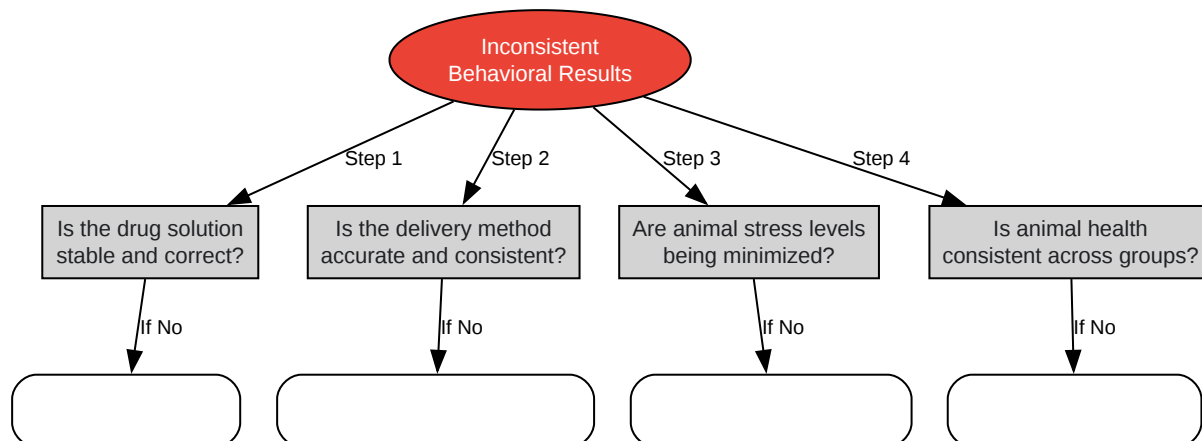 Inconsistent
Behavioral Results
Step 1
Step 2
Step 3
Step 4
Is the drug solution
stable and correct?
Is the delivery method
accurate and consistent?
Are animal stress levels
being minimized?
Is animal health
consistent across groups?
If No
If No
If No
If No